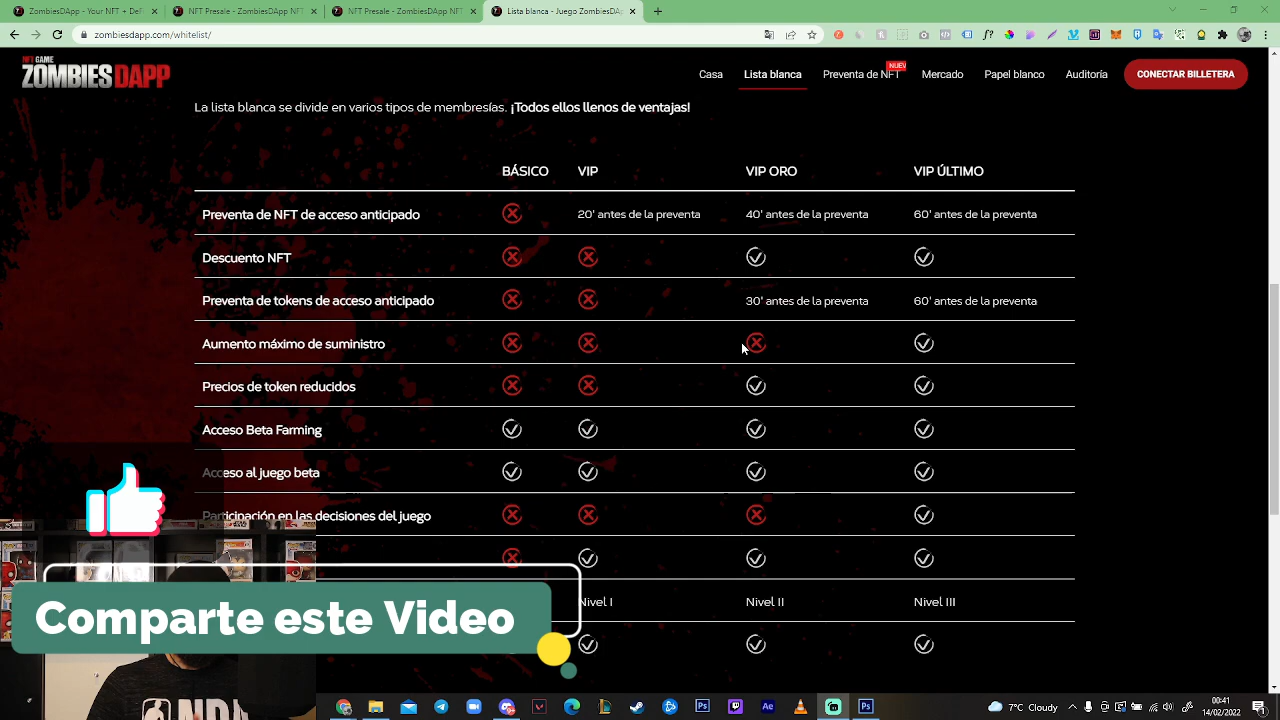 ZombiesDapp - Your NFT + DeF
NFT Presale - ZombiesDApp NFT
NFT Presale - ZombiesDApp NFT
Lista blanca - Juego ZombiesDA
zombiesdapp.com/whitelist/
NFT GAME
ZOMBIESDAPP
Casa
Lista blanca
Preventa de NFT
NUEV
Mercado
Papel blanco
Auditoría
CONECTAR BILLETERA
La lista blanca se divide en varios tipos de membresías. ¡Todos ellos llenos de ventajas!
BÁSICO VIP VIP ORO VIP ÚLTIMO
Preventa de NFT de acceso anticipado 20' antes de la preventa 40' antes de la preventa 60' antes de la preventa
Descuento NFT
Preventa de tokens de acceso anticipado 30' antes de la preventa 60' antes de la preventa
Aumento máximo de suministro
Precios de token reducidos
Acceso Beta Farming
Acceso al juego beta
Participación en las decisiones del juego
Nivel I Nivel II Nivel III
Comparte este Video
7°C Cloudy
00:41
14/02/2022